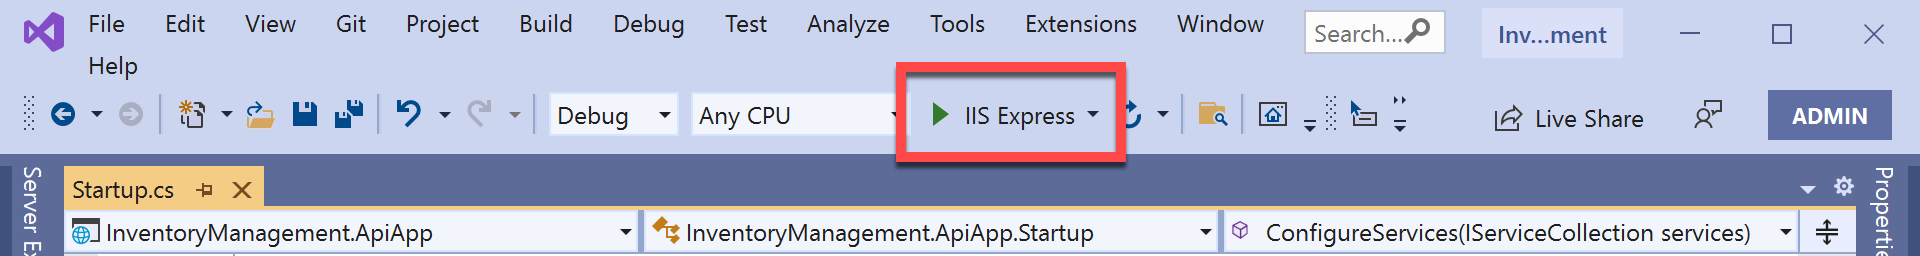 File Edit View Git Project Build Debug Test Analyze Tools Extensions Window Search... Inv...ment
Help
Debug Any CPU IIS Express Live Share ADMIN
Server Ex
Startup.cs
Propertie
InventoryManagement.ApiApp InventoryManagement.ApiApp.Startup ConfigureServices(IServiceCollection services)